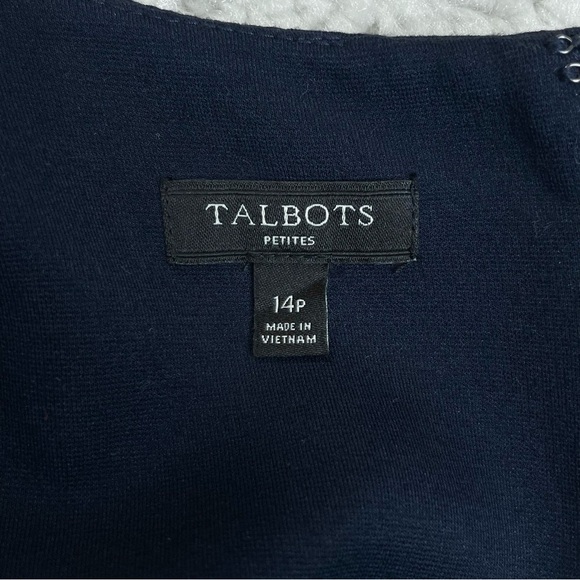 TALBOTS
PETITES
14P
MADE IN
VIETNAM